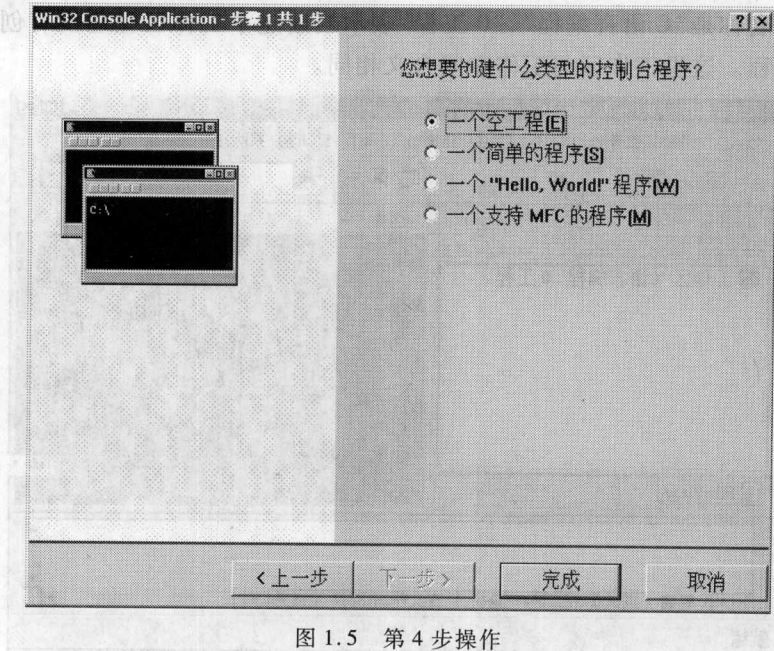 Win32 Console Application - 步骤 1 共 1 步
您想要创建什么类型的控制台程序?
一个空工程(E)
一个简单的程序(S)
一个 "Hello, World!" 程序(W)
一个支持 MFC 的程序(M)
C:\
<上一步
下一步>
完成
取消
图 1.5 第 4 步操作